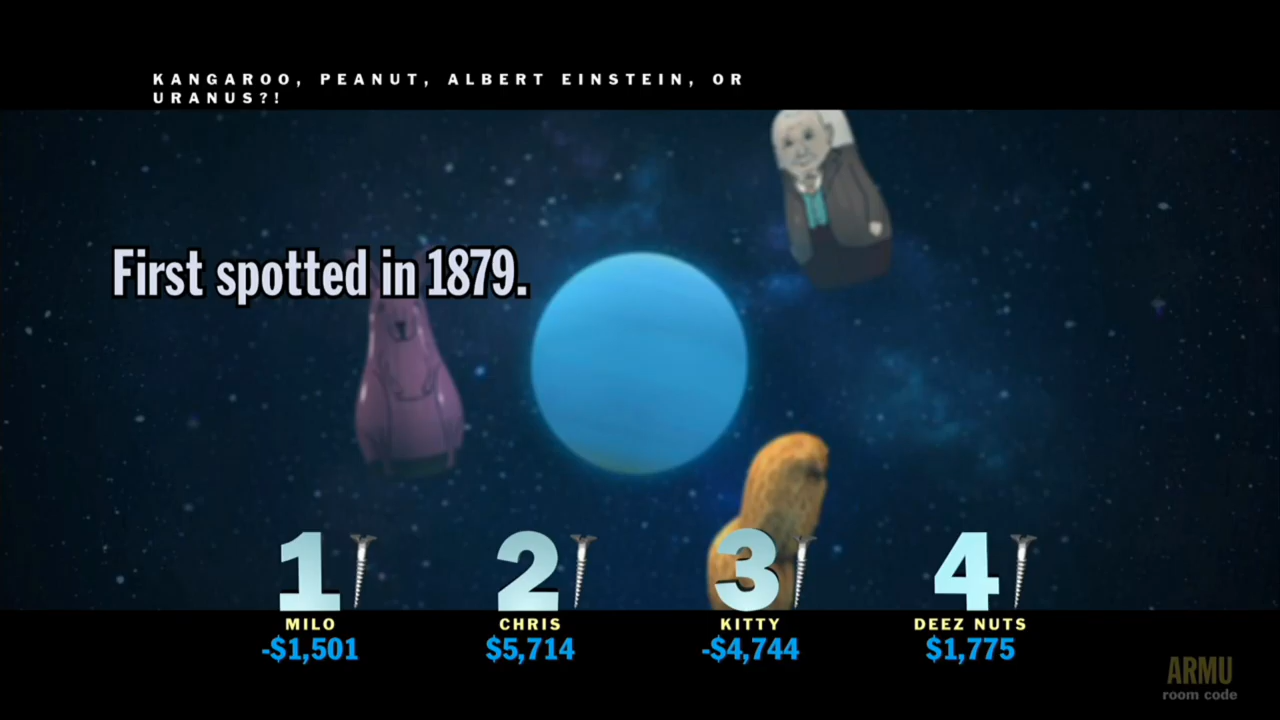 KANGAROO, PEANUT, ALBERT EINSTEIN, OR
URANUS?!
First spotted in 1879.
1 2 3 4
MILO CHRIS KITTY DEEZ NUTS
-$1,501 $5,714 -$4,744 $1,775
ARMU
room code